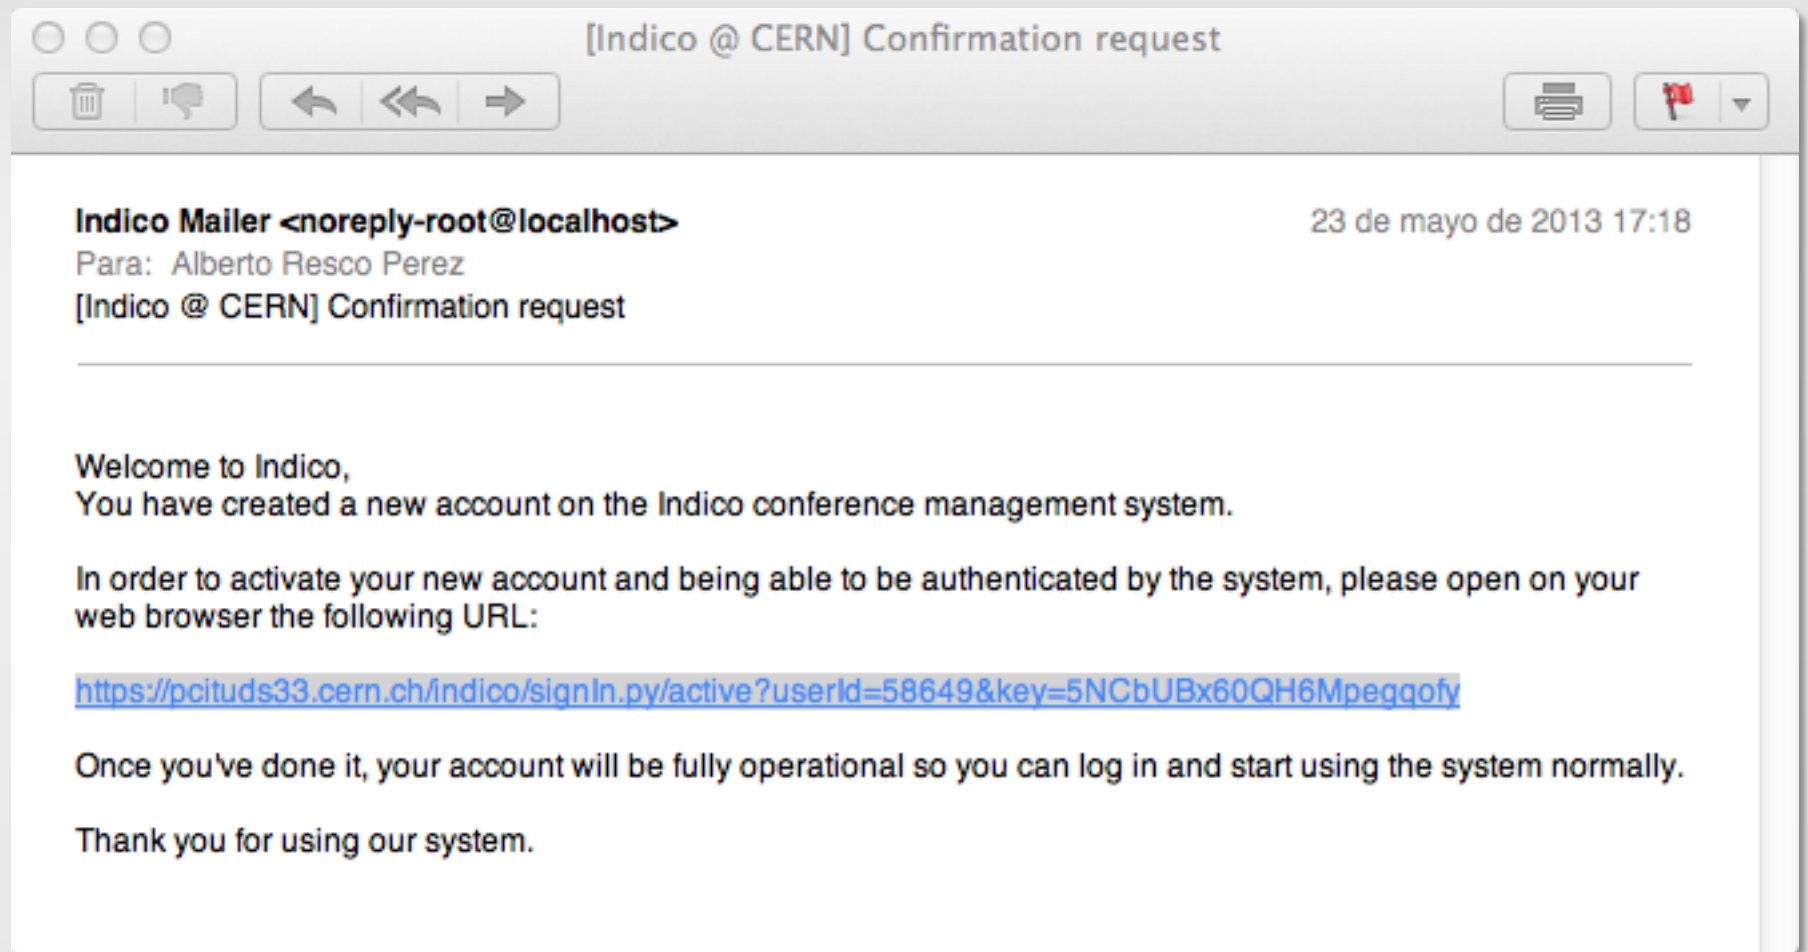 [Indico @ CERN] Confirmation request
Indico Mailer <noreply-root@localhost>
23 de mayo de 2013 17:18
Para: Alberto Resco Perez
[Indico @ CERN] Confirmation request
Welcome to Indico,
You have created a new account on the Indico conference management system.
In order to activate your new account and being able to be authenticated by the system, please open on your
web browser the following URL:
https://pcituds33.cern.ch/indico/signIn.py/active?userId=58649&key=5NCbUBx60QH6Mpegqofy
Once you've done it, your account will be fully operational so you can log in and start using the system normally.
Thank you for using our system.